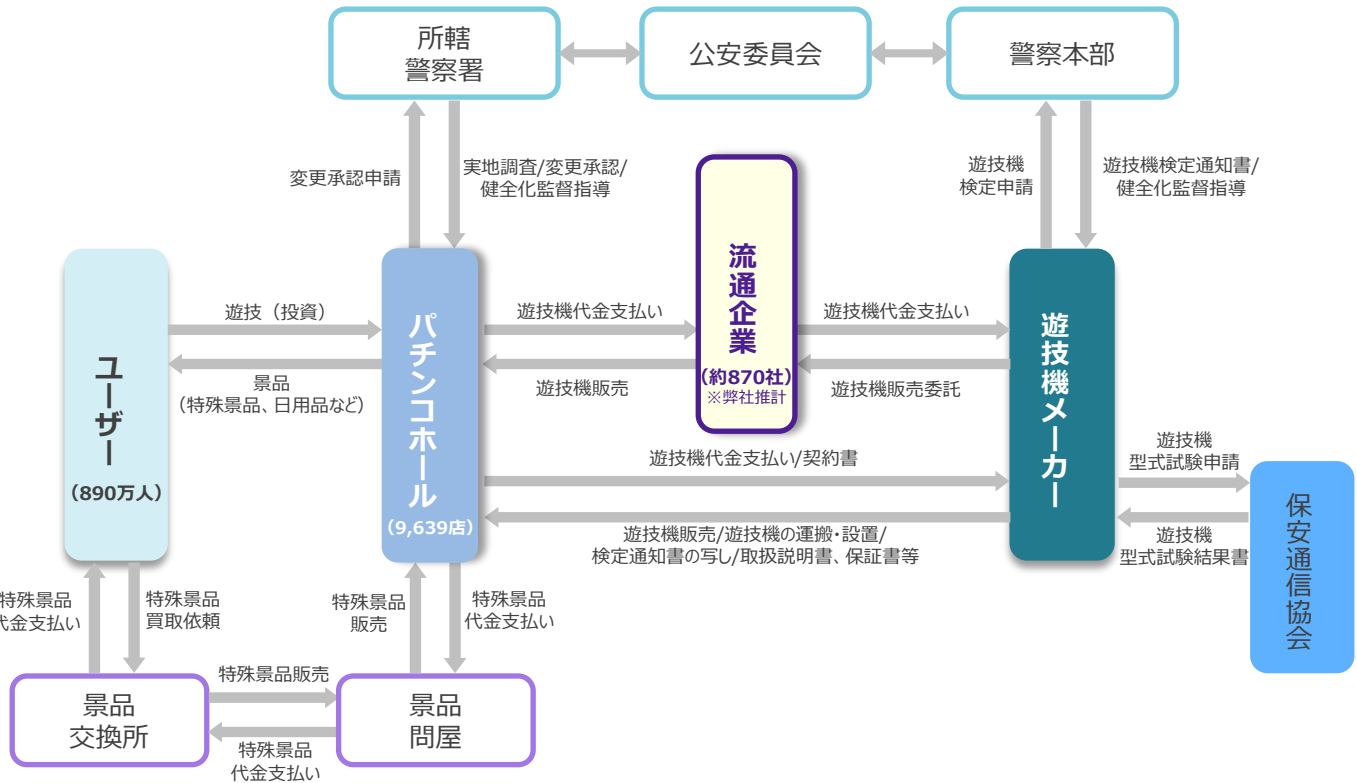 所轄
警察署
公安委員会
警察本部
変更承認申請
実地調査/変更承認/
健全化監督指導
遊技機
検定申請
遊技機検定通知書/
健全化監督指導
ユーザー
(890万人)
遊技（投資）
景品
(特殊景品、日用品など)
パチンコホール
(9,639店)
遊技機代金支払い
遊技機販売
流通企業
(約870社)
※弊社推計
遊技機代金支払い
遊技機販売委託
遊技機メーカー
遊技機代金支払い/契約書
遊技機販売/遊技機の運搬・設置/
検定通知書の写し/取扱説明書、保証書等
遊技機
型式試験申請
遊技機
型式試験結果書
保安通信協会
特殊景品
代金支払い
特殊景品
買取依頼
特殊景品
販売
特殊景品
代金支払い
景品
交換所
特殊景品販売
特殊景品
代金支払い
景品
問屋